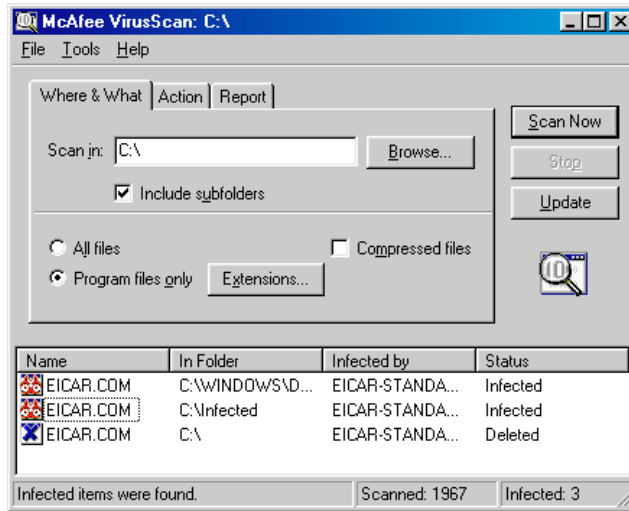 McAfee VirusScan: C:\
File Tools Help
Where & What Action Report
Scan Now
Scan in: C:\ Browse...
Stop
Include subfolders
Update
All files Compressed files
Program files only Extensions...
Name In Folder Infected by Status
EICAR.COM C:\WINDOWS\D... EICAR-STANDA... Infected
EICAR.COM C:\Infected EICAR-STANDA... Infected
EICAR.COM C:\ EICAR-STANDA... Deleted
Infected items were found. Scanned: 1967 Infected: 3